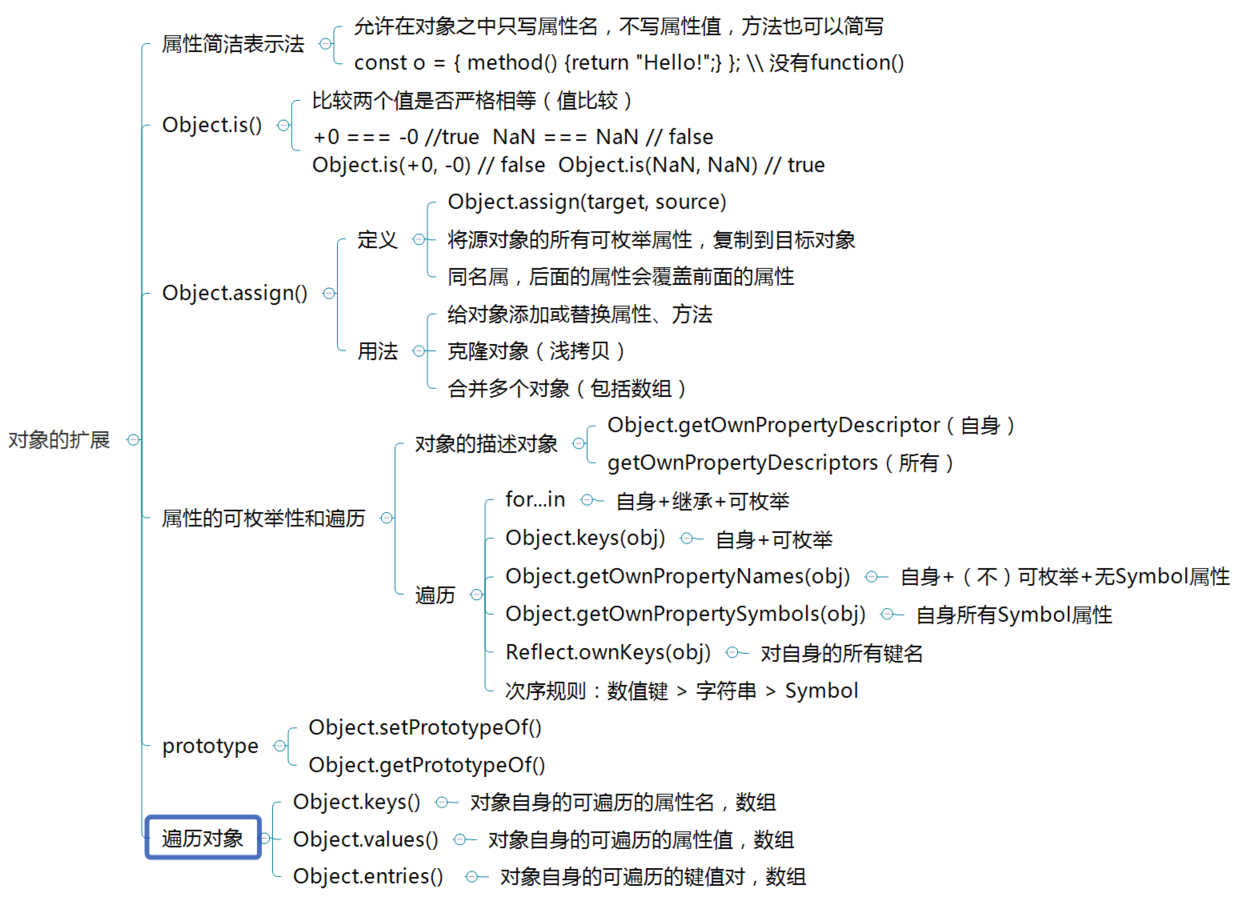 对象的扩展
属性简洁表示法
允许在对象之中只写属性名，不写属性值，方法也可以简写
const o = { method() {return "Hello!";} }; \\ 没有function()
Object.is()
比较两个值是否严格相等（值比较）
+0 === -0 //true  NaN === NaN // false
Object.is(+0, -0) // false  Object.is(NaN, NaN) // true
Object.assign()
定义
Object.assign(target, source)
将源对象的所有可枚举属性，复制到目标对象
同名属，后面的属性会覆盖前面的属性
用法
给对象添加或替换属性、方法
克隆对象（浅拷贝）
合并多个对象（包括数组）
属性的可枚举性和遍历
对象的描述对象
Object.getOwnPropertyDescriptor（自身）
getOwnPropertyDescriptors（所有）
遍历
for...in
自身+继承+可枚举
Object.keys(obj)
自身+可枚举
Object.getOwnPropertyNames(obj)
自身+（不）可枚举+无Symbol属性
Object.getOwnPropertySymbols(obj)
自身所有Symbol属性
Reflect.ownKeys(obj)
对自身的所有键名
次序规则：数值键 > 字符串 > Symbol
prototype
Object.setPrototypeOf()
Object.getPrototypeOf()
遍历对象
Object.keys()
对象自身的可遍历的属性名，数组
Object.values()
对象自身的可遍历的属性值，数组
Object.entries()
对象自身的可遍历的键值对，数组